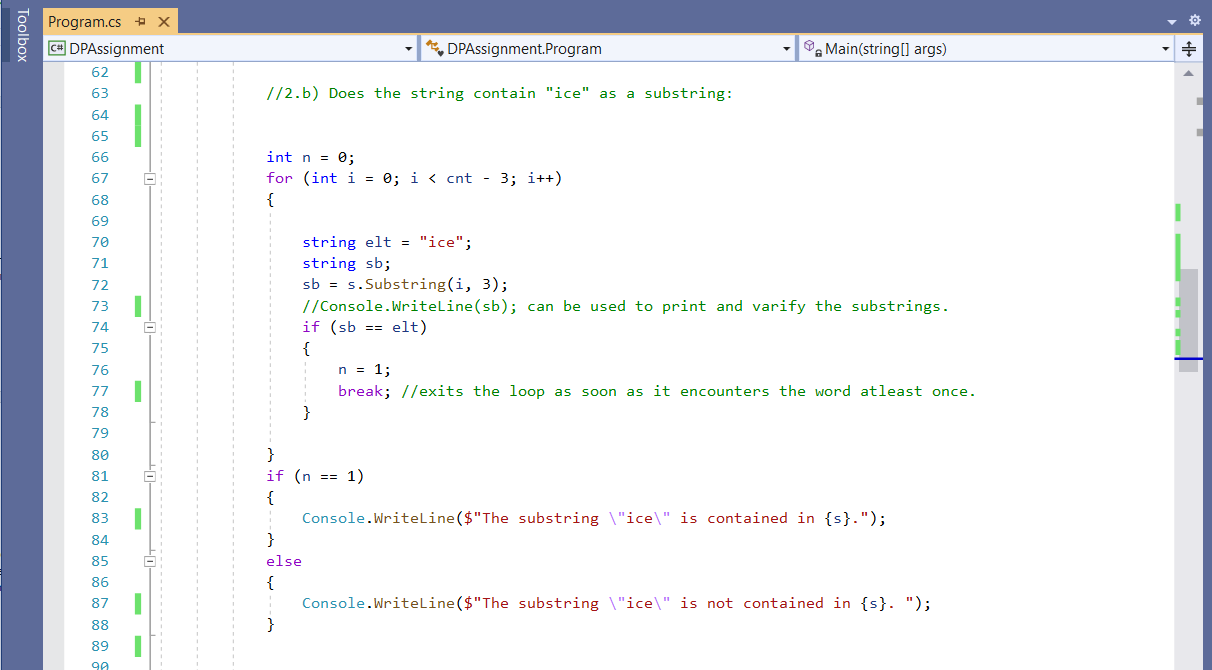 Toolbox
Program.cs
C# DPAssignment DPAssignment.Program Main(string[] args)
62
63 //2.b) Does the string contain "ice" as a substring:
64
65
66 int n = 0;
67 for (int i = 0; i < cnt - 3; i++)
68 {
69
70 string elt = "ice";
71 string sb;
72 sb = s.Substring(i, 3);
73 //Console.WriteLine(sb); can be used to print and varify the substrings.
74 if (sb == elt)
75 {
76 n = 1;
77 break; //exits the loop as soon as it encounters the word atleast once.
78 }
79
80 }
81 if (n == 1)
82 {
83 Console.WriteLine($"The substring \"ice\" is contained in {s}.");
84 }
85 else
86 {
87 Console.WriteLine($"The substring \"ice\" is not contained in {s}. ");
88 }
89
90